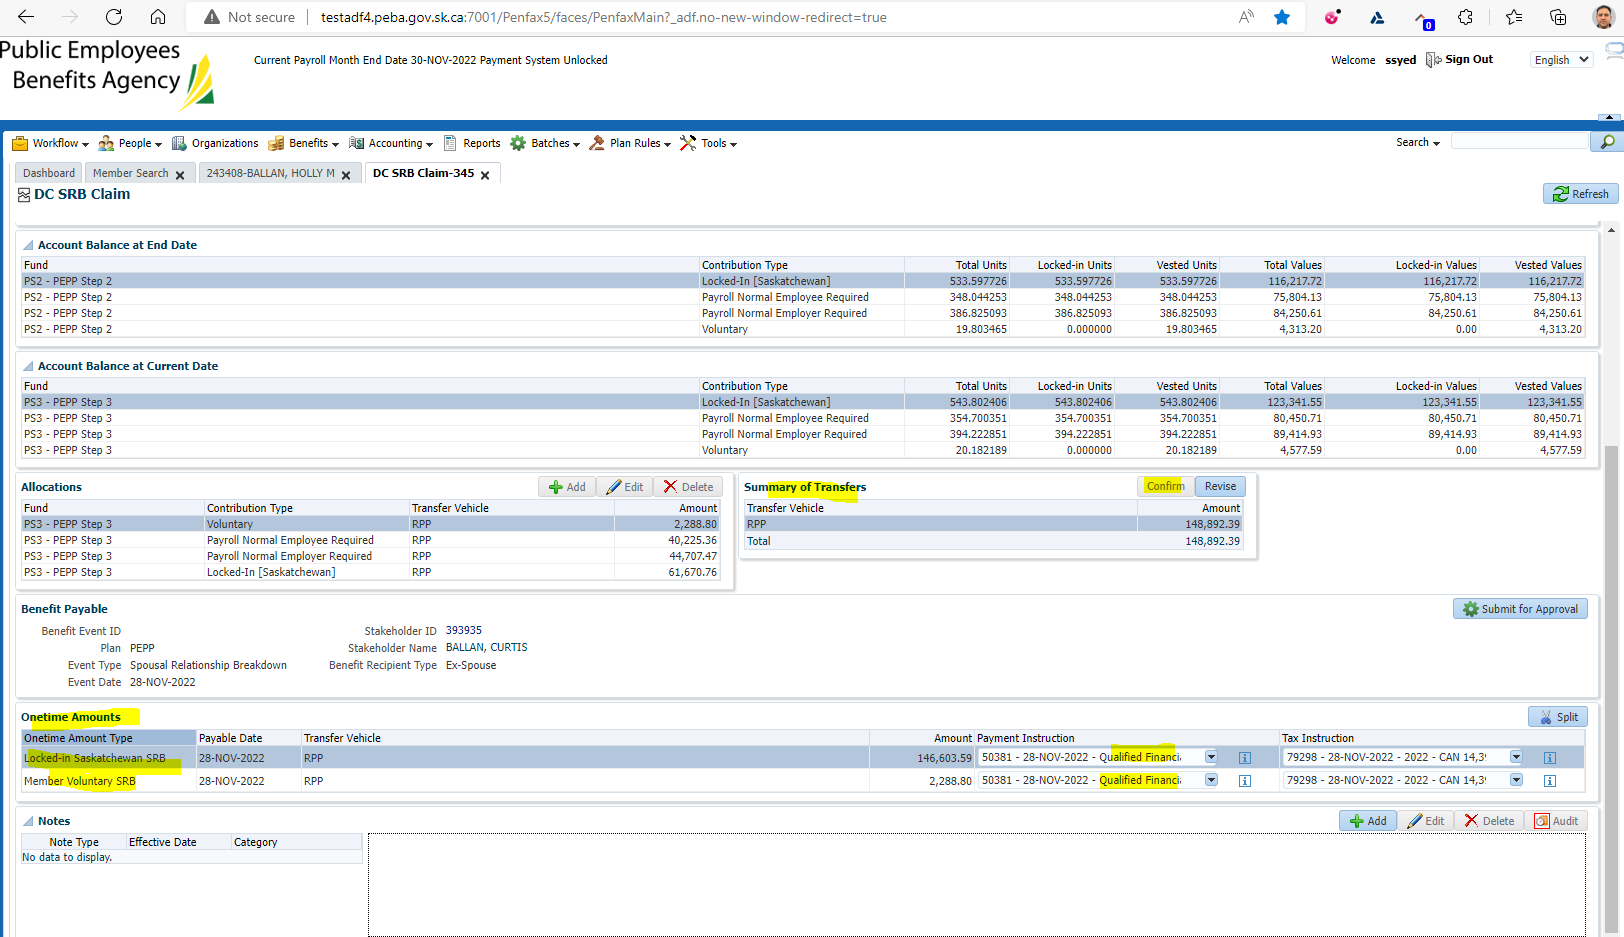 Not secure testadf4.peba.gov.sk.ca:7001/Penfax5/faces/PenfaxMain?_adf.no-new-window-redirect=true
0
Public Employees
Benefits Agency
Current Payroll Month End Date 30-NOV-2022 Payment System Unlocked
Welcome ssyed Sign Out English
Workflow People Organizations Benefits Accounting Reports Batches Plan Rules Tools Search
Dashboard Member Search 243408-BALLAN, HOLLY M DC SRB Claim-345
DC SRB Claim Refresh
Account Balance at End Date
Fund Contribution Type Total Units Locked-in Units Vested Units Total Values Locked-in Values Vested Values
PS2 - PEPP Step 2 Locked-In [Saskatchewan] 533.597726 533.597726 533.597726 116,217.72 116,217.72 116,217.72
PS2 - PEPP Step 2 Payroll Normal Employee Required 348.044253 348.044253 348.044253 75,804.13 75,804.13 75,804.13
PS2 - PEPP Step 2 Payroll Normal Employer Required 386.825093 386.825093 386.825093 84,250.61 84,250.61 84,250.61
PS2 - PEPP Step 2 Voluntary 19.803465 0.000000 19.803465 4,313.20 0.00 4,313.20
Account Balance at Current Date
Fund Contribution Type Total Units Locked-in Units Vested Units Total Values Locked-in Values Vested Values
PS3 - PEPP Step 3 Locked-In [Saskatchewan] 543.802406 543.802406 543.802406 123,341.55 123,341.55 123,341.55
PS3 - PEPP Step 3 Payroll Normal Employee Required 354.700351 354.700351 354.700351 80,450.71 80,450.71 80,450.71
PS3 - PEPP Step 3 Payroll Normal Employer Required 394.222851 394.222851 394.222851 89,414.93 89,414.93 89,414.93
PS3 - PEPP Step 3 Voluntary 20.182189 0.000000 20.182189 4,577.59 0.00 4,577.59
Allocations Add Edit Delete
Fund Contribution Type Transfer Vehicle Amount
PS3 - PEPP Step 3 Voluntary RPP 2,288.80
PS3 - PEPP Step 3 Payroll Normal Employee Required RPP 40,225.36
PS3 - PEPP Step 3 Payroll Normal Employer Required RPP 44,707.47
PS3 - PEPP Step 3 Locked-In [Saskatchewan] RPP 61,670.76
Summary of Transfers Confirm Revise
Transfer Vehicle Amount
RPP 148,892.39
Total 148,892.39
Benefit Payable Submit for Approval
Benefit Event ID Stakeholder ID 393935
Plan PEPP Stakeholder Name BALLAN, CURTIS
Event Type Spousal Relationship Breakdown Benefit Recipient Type Ex-Spouse
Event Date 28-NOV-2022
Onetime Amounts Split
Onetime Amount Type Payable Date Transfer Vehicle Amount Payment Instruction Tax Instruction
Locked-in Saskatchewan SRB 28-NOV-2022 RPP 146,603.59 50381 - 28-NOV-2022 - Qualified Financi 79298 - 28-NOV-2022 - 2022 - CAN 14,39
Member Voluntary SRB 28-NOV-2022 RPP 2,288.80 50381 - 28-NOV-2022 - Qualified Financi 79298 - 28-NOV-2022 - 2022 - CAN 14,39
Notes Add Edit Delete Audit
Note Type Effective Date Category
No data to display.